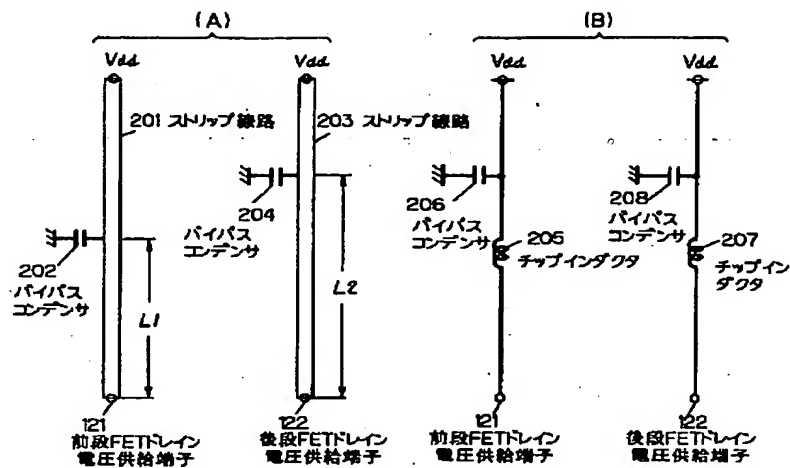 (A)
(B)
Vdd
Vdd
Vdd
Vdd
201 ストリップ線路
203 ストリップ線路
204
バイパス
コンデンサ
206
バイパス
コンデンサ
208
バイパス
コンデンサ
202
バイパス
コンデンサ
205
チップインダクタ
207
チップイン
ダクタ
L1
L2
121
前段FETドレイン
電圧供給端子
122
後段FETドレイン
電圧供給端子
121
前段FETドレイン
電圧供給端子
122
後段FETドレイン
電圧供給端子